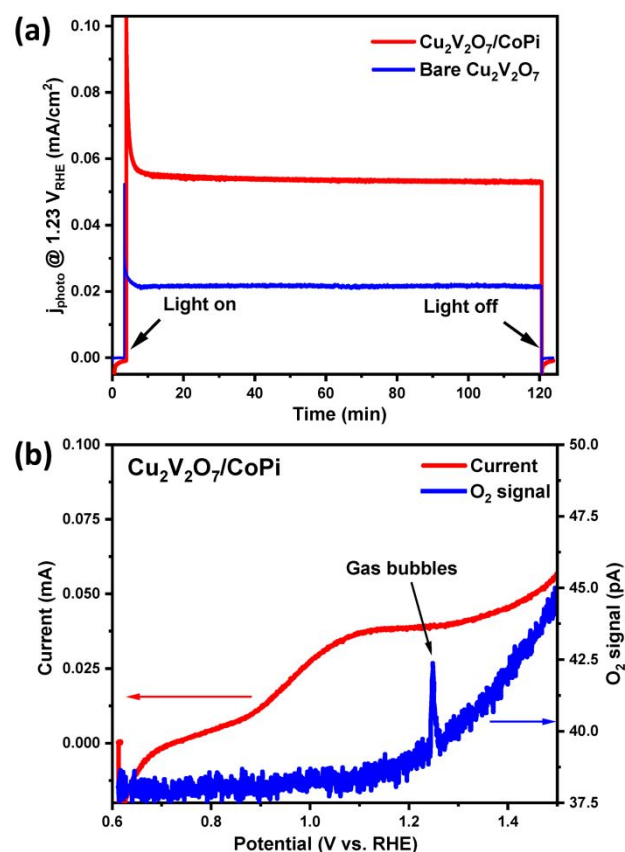 (a)
Cu₂V₂O₇/CoPi
Bare Cu₂V₂O₇
j_photo @ 1.23 V_RHE (mA/cm²)
0.10
0.08
0.06
0.04
0.02
0.00
Light on
Light off
0 20 40 60 80 100 120
Time (min)
(b)
Cu₂V₂O₇/CoPi
Current
O₂ signal
Gas bubbles
Current (mA)
0.100
0.075
0.050
0.025
0.000
50.0
47.5
45.0
42.5
40.0
37.5
O₂ signal (pA)
0.6 0.8 1.0 1.2 1.4
Potential (V vs. RHE)